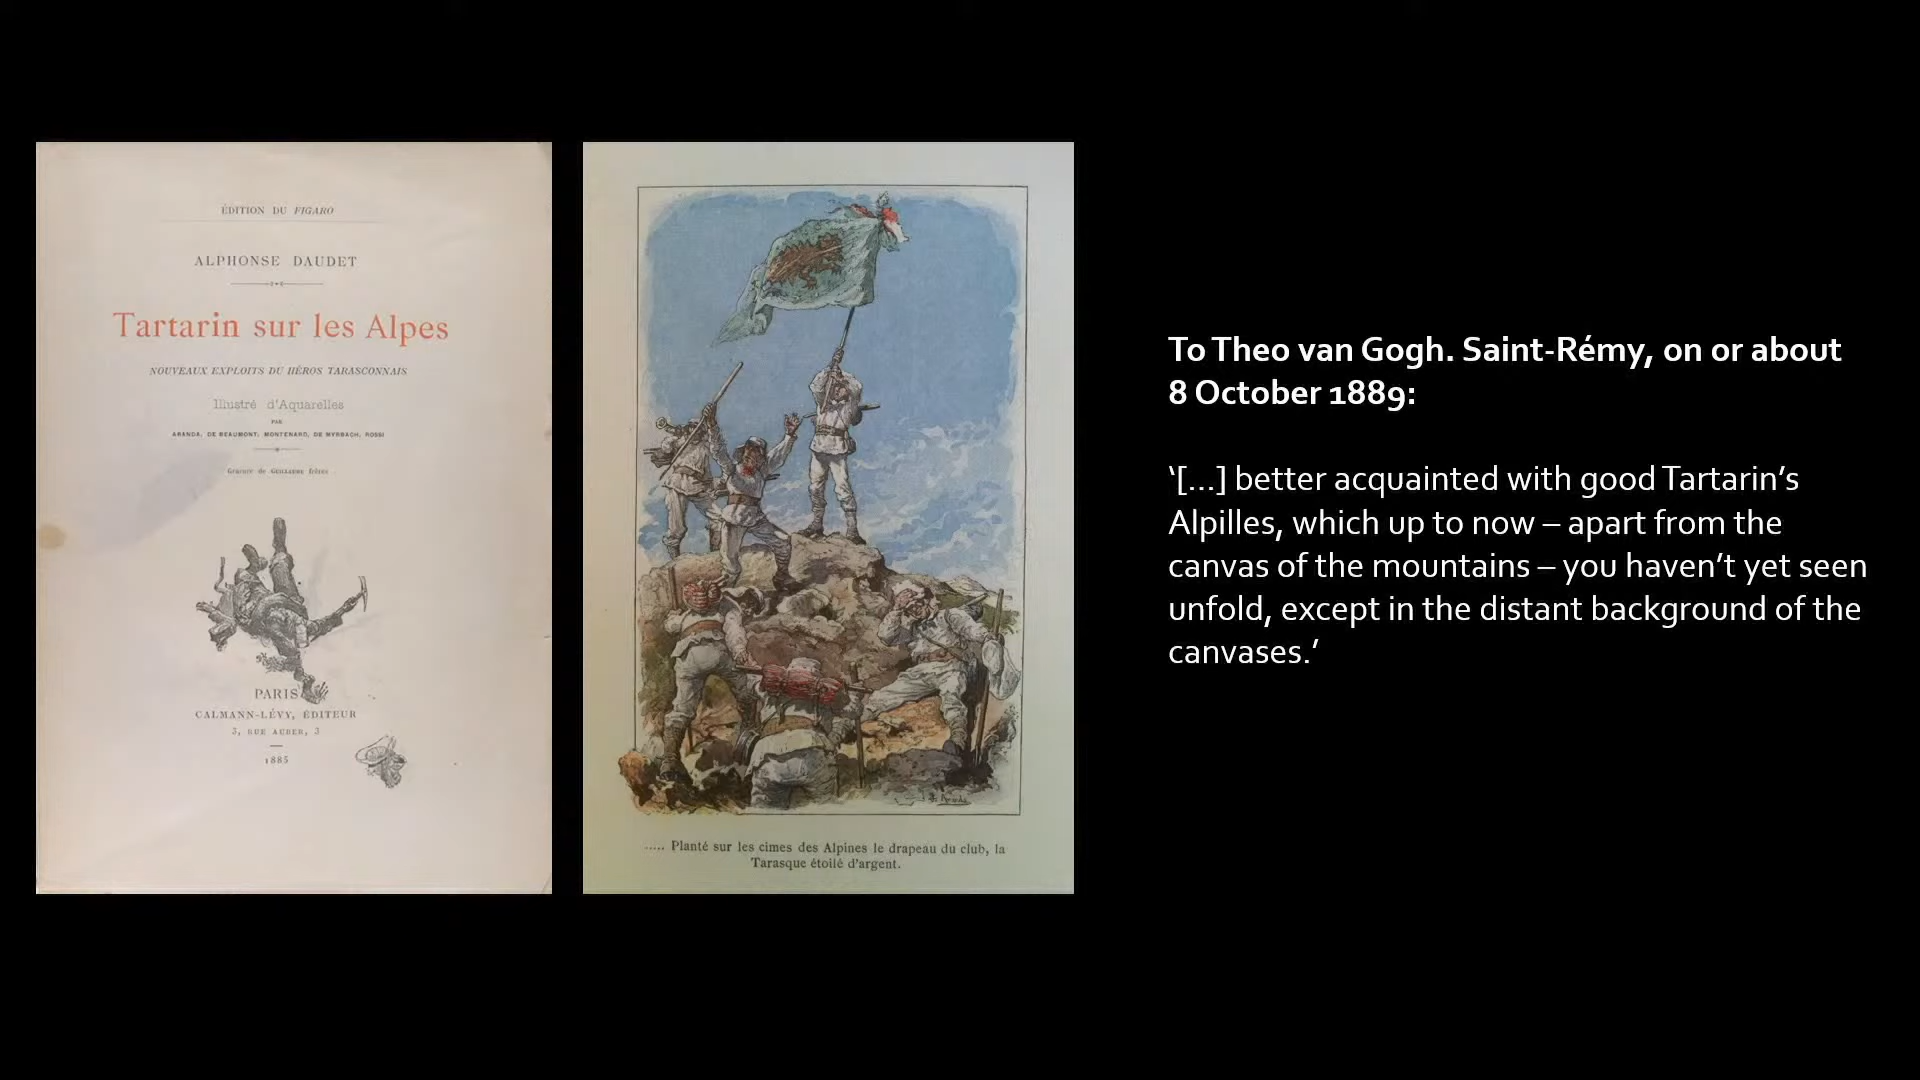 ÉDITION DU FIGARO
ALPHONSE DAUDET
Tartarin sur les Alpes
NOUVEAUX EXPLOITS DU HÉROS TARASCONNAIS
Illustré d'Aquarelles
PAR
ARANDA, DE BEAUMONT, MONTENARD, DE MYRBACH, ROSSI
Gravure de GUILLAUME frères
PARIS
CALMANN-LÉVY, ÉDITEUR
3, RUE AUBER, 3
1885
..... Planté sur les cimes des Alpines le drapeau du club, la
Tarasque étoilé d'argent.
To Theo van Gogh. Saint-Rémy, on or about
8 October 1889:
‘[...] better acquainted with good Tartarin’s
Alpilles, which up to now – apart from the
canvas of the mountains – you haven’t yet seen
unfold, except in the distant background of the
canvases.’